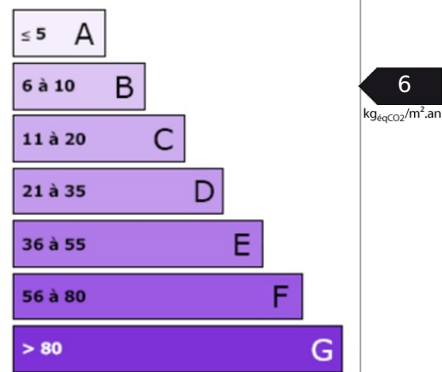 ≤ 5 A
6 à 10 B
6
kgéqCO2/m².an
11 à 20 C
21 à 35 D
36 à 55 E
56 à 80 F
> 80 G